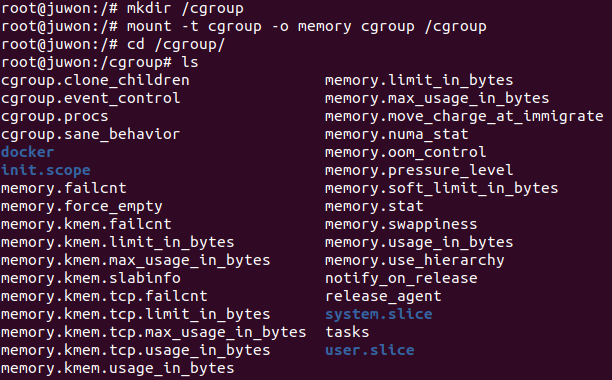 root@juwon:/# mkdir /cgroup
root@juwon:/# mount -t cgroup -o memory cgroup /cgroup
root@juwon:/# cd /cgroup/
root@juwon:/cgroup# ls
cgroup.clone_children memory.limit_in_bytes
cgroup.event_control memory.max_usage_in_bytes
cgroup.procs memory.move_charge_at_immigrate
cgroup.sane_behavior memory.numa_stat
docker memory.oom_control
init.scope memory.pressure_level
memory.failcnt memory.soft_limit_in_bytes
memory.force_empty memory.stat
memory.kmem.failcnt memory.swappiness
memory.kmem.limit_in_bytes memory.usage_in_bytes
memory.kmem.max_usage_in_bytes memory.use_hierarchy
memory.kmem.slabinfo notify_on_release
memory.kmem.tcp.failcnt release_agent
memory.kmem.tcp.limit_in_bytes system.slice
memory.kmem.tcp.max_usage_in_bytes tasks
memory.kmem.tcp.usage_in_bytes user.slice
memory.kmem.usage_in_bytes